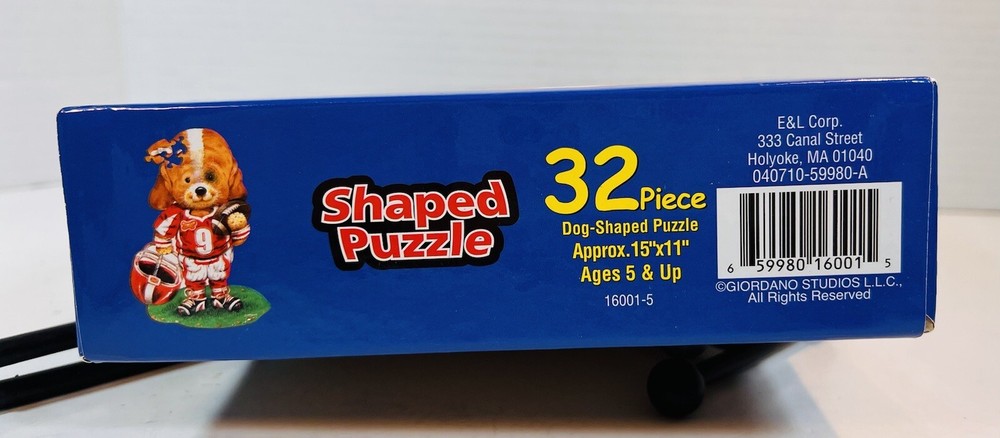 9
Shaped
Puzzle
32 Piece
Dog-Shaped Puzzle
Approx.15"x11"
Ages 5 & Up
16001-5
E&L Corp.
333 Canal Street
Holyoke, MA 01040
040710-59980-A
6 59980 16001 5
©GIORDANO STUDIOS L.L.C.,
All Rights Reserved